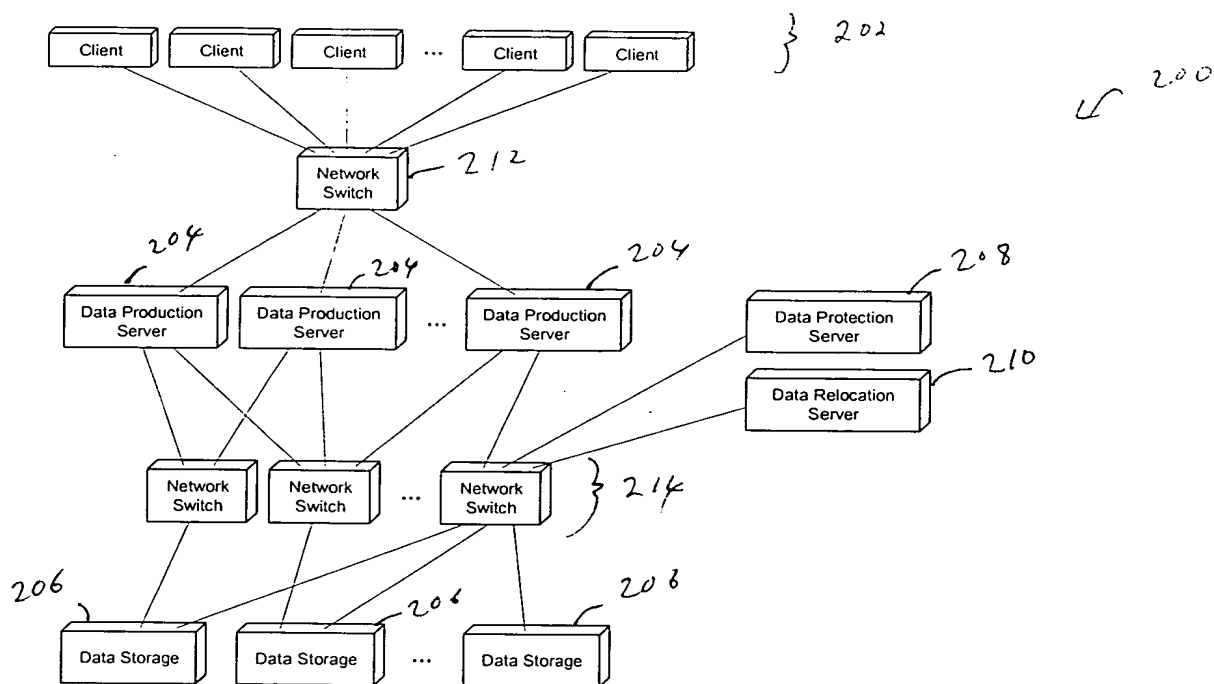 Client Client Client ... Client Client
202
200
Network
Switch
212
204 204 204 208
Data Production
Server
Data Production
Server
...
Data Production
Server
Data Protection
Server
210
Data Relocation
Server
Network
Switch
Network
Switch
...
Network
Switch
214
206 206 206
Data Storage Data Storage ... Data Storage